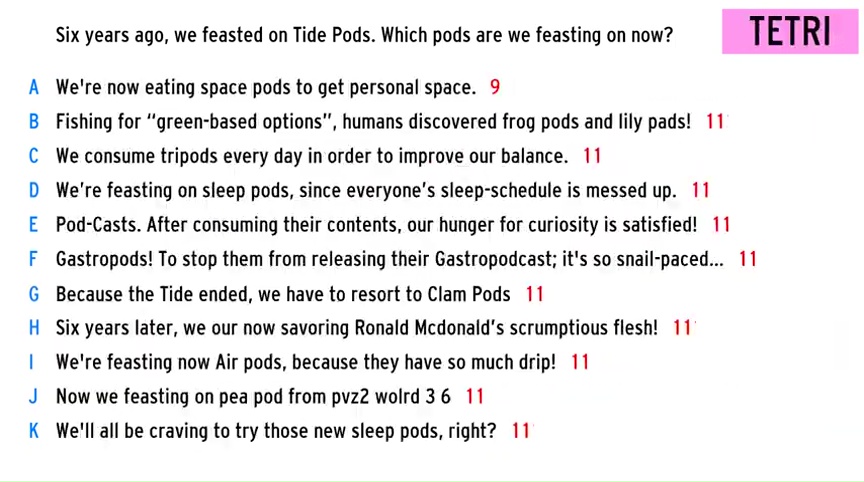 Six years ago, we feasted on Tide Pods. Which pods are we feasting on now?
TETRI
A We're now eating space pods to get personal space. 9
B Fishing for "green-based options", humans discovered frog pods and lily pads! 11
C We consume tripods every day in order to improve our balance. 11
D We're feasting on sleep pods, since everyone's sleep-schedule is messed up. 11
E Pod-Casts. After consuming their contents, our hunger for curiosity is satisfied! 11
F Gastropods! To stop them from releasing their Gastropodcast; it's so snail-paced... 11
G Because the Tide ended, we have to resort to Clam Pods 11
H Six years later, we our now savoring Ronald Mcdonald's scrumptious flesh! 11
I We're feasting now Air pods, because they have so much drip! 11
J Now we feasting on pea pod from pvz2 wolrd 3 6 11
K We'll all be craving to try those new sleep pods, right? 11